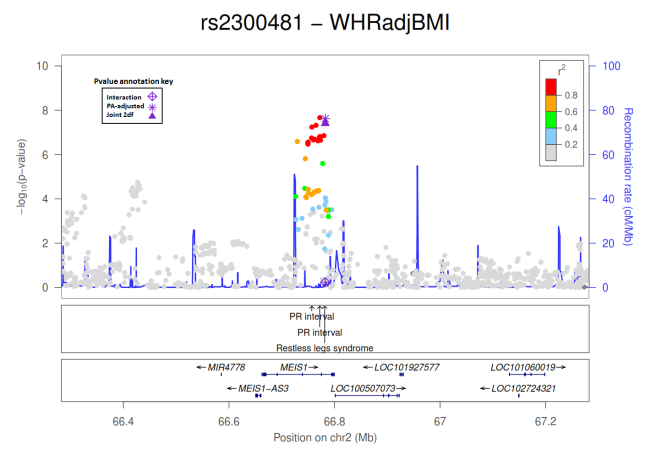 rs2300481 – WHRadjBMI
Pvalue annotation key
Interaction
PA-adjusted
Joint 2df
r²
0.8
0.6
0.4
0.2
10
8
6
4
2
0
−log₁₀(p−value)
100
80
60
40
20
0
Recombination rate (cM/Mb)
PR interval
PR interval
Restless legs syndrome
←MIR4778 MEIS1→ ←LOC101927577 LOC101060019→
←MEIS1−AS3 LOC100507073→ ←LOC102724321
66.4 66.6 66.8 67 67.2
Position on chr2 (Mb)